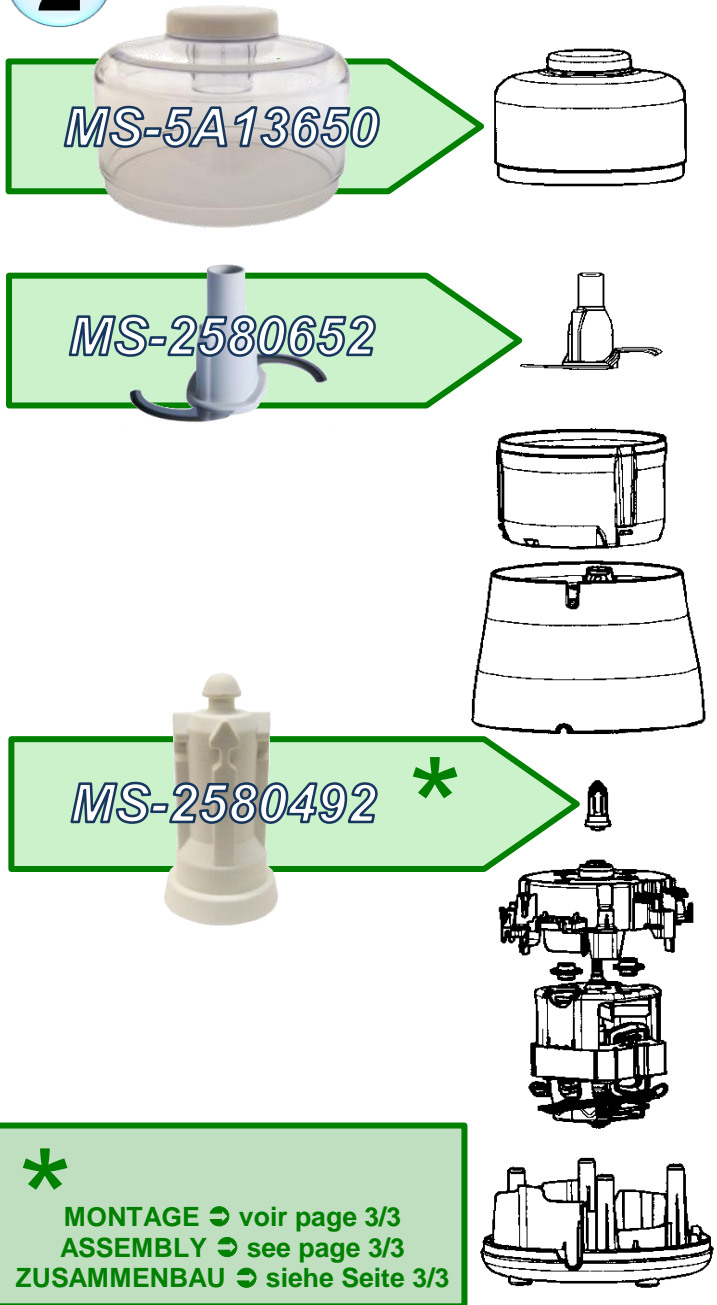 MS-5A13650
MS-2580652
MS-2580492 *
*
MONTAGE ➲ voir page 3/3
ASSEMBLY ➲ see page 3/3
ZUSAMMENBAU ➲ siehe Seite 3/3